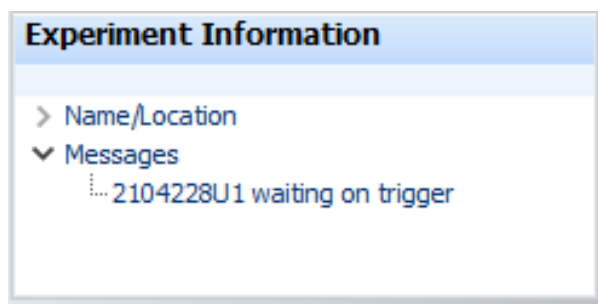 Experiment Information
Name/Location
Messages
2104228U1 waiting on trigger